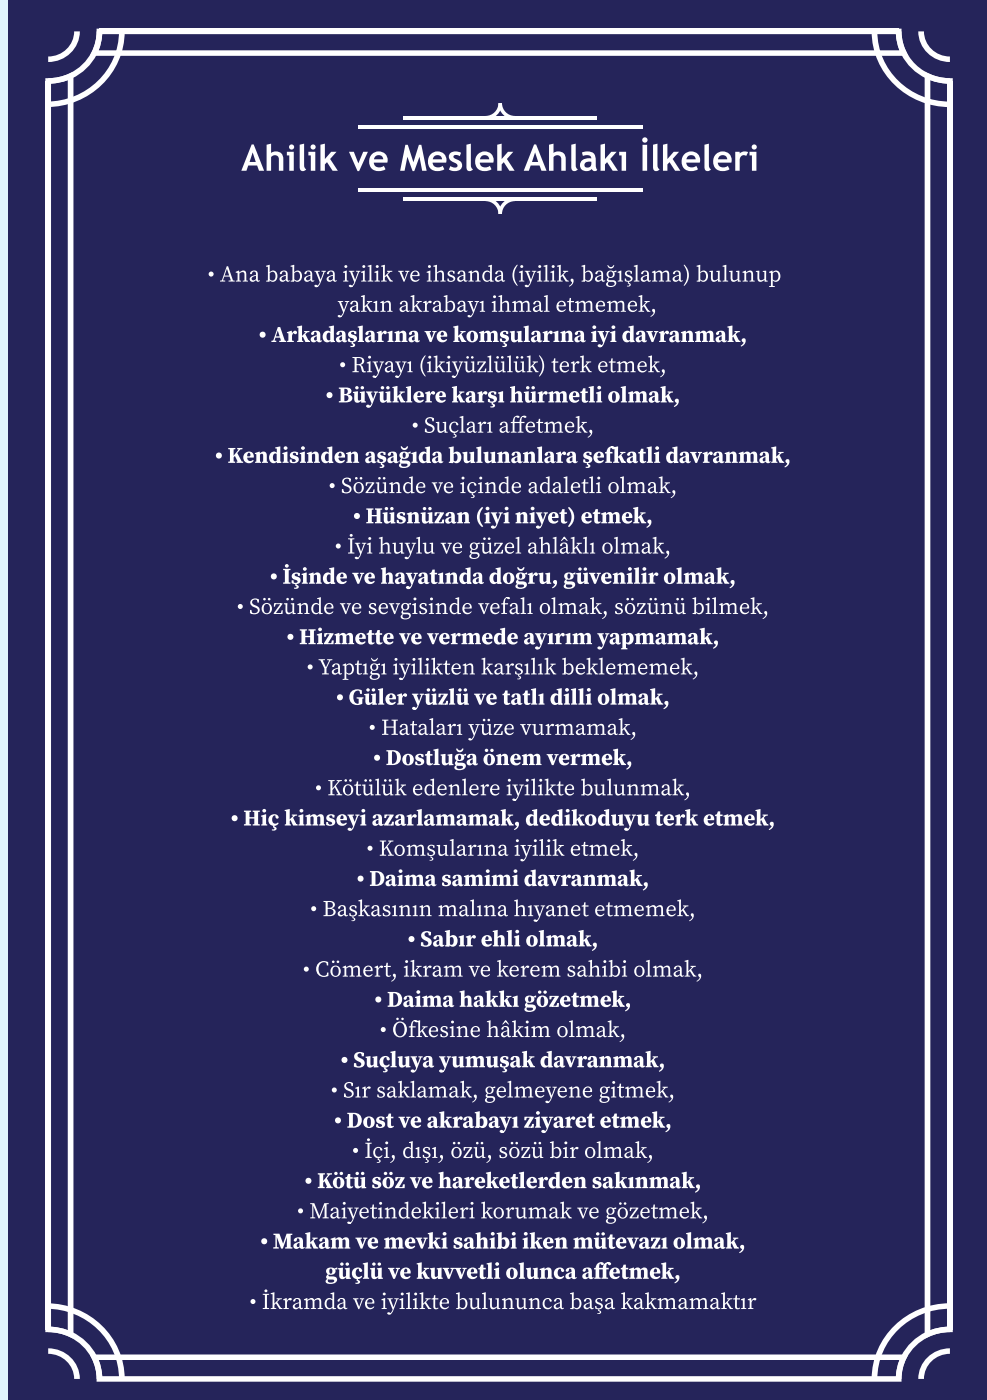 Ahilik ve Meslek Ahlakı İlkeleri
• Ana babaya iyilik ve ihsanda (iyilik, bağışlama) bulunup
yakın akrabayı ihmal etmemek,
• Arkadaşlarına ve komşularına iyi davranmak,
• Riyayı (ikiyüzlülük) terk etmek,
• Büyüklere karşı hürmetli olmak,
• Suçları affetmek,
• Kendisinden aşağıda bulunanlara şefkatli davranmak,
• Sözünde ve içinde adaletli olmak,
• Hüsnüzan (iyi niyet) etmek,
• İyi huylu ve güzel ahlâklı olmak,
• İşinde ve hayatında doğru, güvenilir olmak,
• Sözünde ve sevgisinde vefalı olmak, sözünü bilmek,
• Hizmette ve vermede ayırım yapmamak,
• Yaptığı iyilikten karşılık beklememek,
• Güler yüzlü ve tatlı dilli olmak,
• Hataları yüze vurmamak,
• Dostluğa önem vermek,
• Kötülük edenlere iyilikte bulunmak,
• Hiç kimseyi azarlamamak, dedikoduyu terk etmek,
• Komşularına iyilik etmek,
• Daima samimi davranmak,
• Başkasının malına hıyanet etmemek,
• Sabır ehli olmak,
• Cömert, ikram ve kerem sahibi olmak,
• Daima hakkı gözetmek,
• Öfkesine hâkim olmak,
• Suçluya yumuşak davranmak,
• Sır saklamak, gelmeyene gitmek,
• Dost ve akrabayı ziyaret etmek,
• İçi, dışı, özü, sözü bir olmak,
• Kötü söz ve hareketlerden sakınmak,
• Maiyetindekileri korumak ve gözetmek,
• Makam ve mevki sahibi iken mütevazı olmak,
güçlü ve kuvvetli olunca affetmek,
• İkramda ve iyilikte bulununca başa kakmamaktır